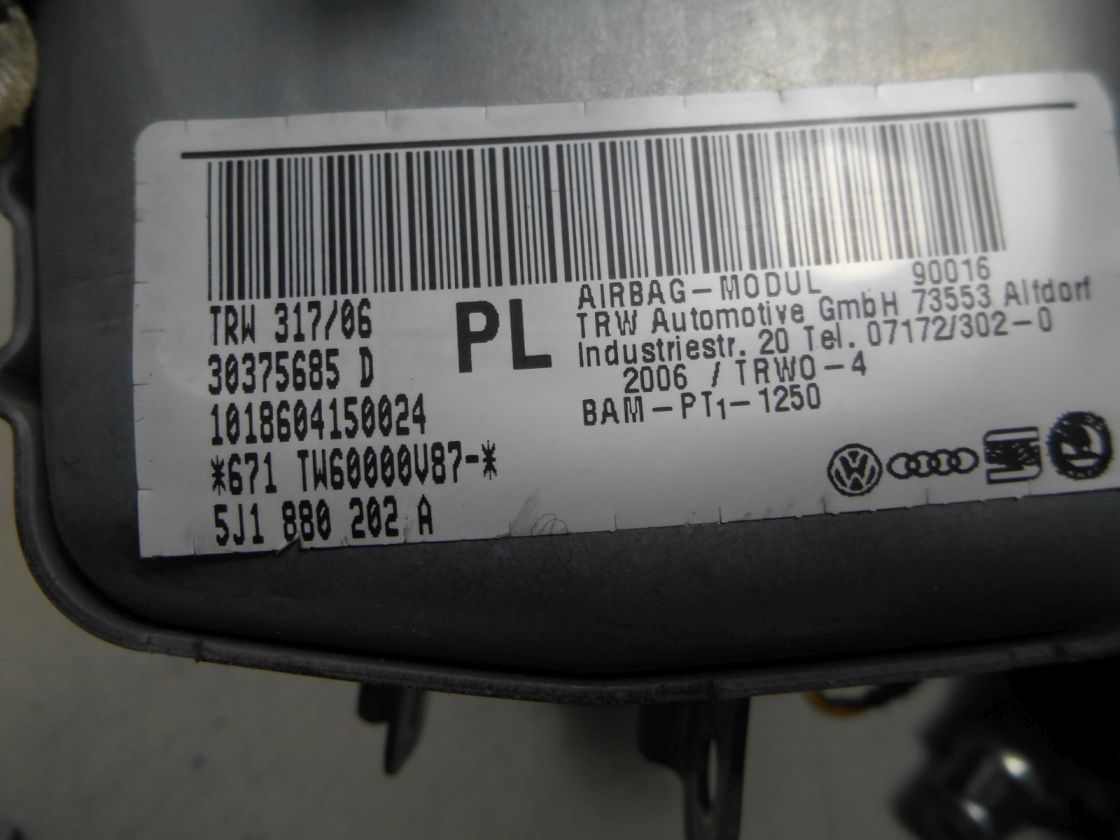 TRW 317/06
30375685 D
1018604150024
*671 TW60000V87-*
5J1 880 202 A
PL
AIRBAG-MODUL 90016
TRW Automotive GmbH 73553 Alfdorf
Industriestr. 20 Tel. 07172/302-0
2006 / TRWO-4
BAM-PT1-1250